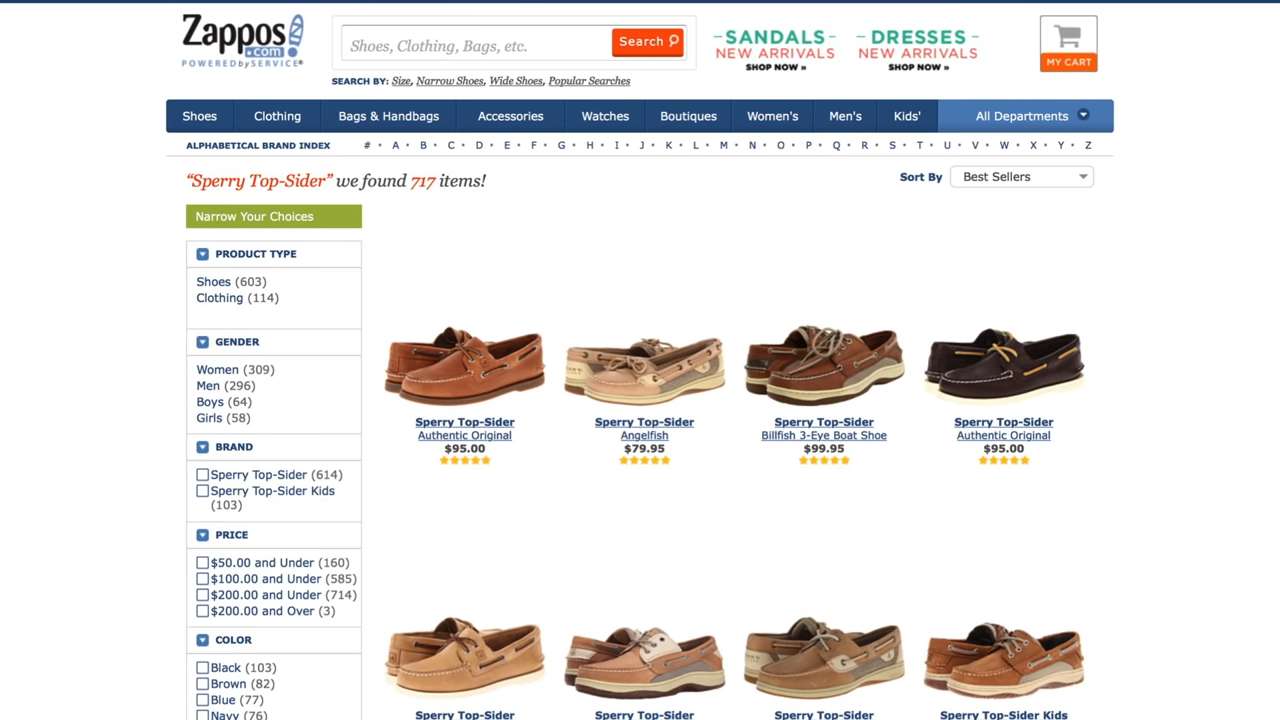 Zappos
.com
POWERED by SERVICE®
Shoes, Clothing, Bags, etc.
Search
SEARCH BY: Size, Narrow Shoes, Wide Shoes, Popular Searches
SANDALS
NEW ARRIVALS
SHOP NOW »
DRESSES
NEW ARRIVALS
SHOP NOW »
MY CART
Shoes Clothing Bags & Handbags Accessories Watches Boutiques Women's Men's Kids' All Departments
ALPHABETICAL BRAND INDEX # • A • B • C • D • E • F • G • H • I • J • K • L • M • N • O • P • Q • R • S • T • U • V • W • X • Y • Z
“Sperry Top-Sider” we found 717 items!
Sort By Best Sellers
Narrow Your Choices
PRODUCT TYPE
Shoes (603)
Clothing (114)
GENDER
Women (309)
Men (296)
Boys (64)
Girls (58)
BRAND
Sperry Top-Sider (614)
Sperry Top-Sider Kids
(103)
PRICE
$50.00 and Under (160)
$100.00 and Under (585)
$200.00 and Under (714)
$200.00 and Over (3)
COLOR
Black (103)
Brown (82)
Blue (77)
Navy (76)
Sperry Top-Sider
Authentic Original
$95.00
Sperry Top-Sider
Angelfish
$79.95
Sperry Top-Sider
Billfish 3-Eye Boat Shoe
$99.95
Sperry Top-Sider
Authentic Original
$95.00
Sperry Top-Sider
Sperry Top-Sider
Sperry Top-Sider
Sperry Top-Sider Kids